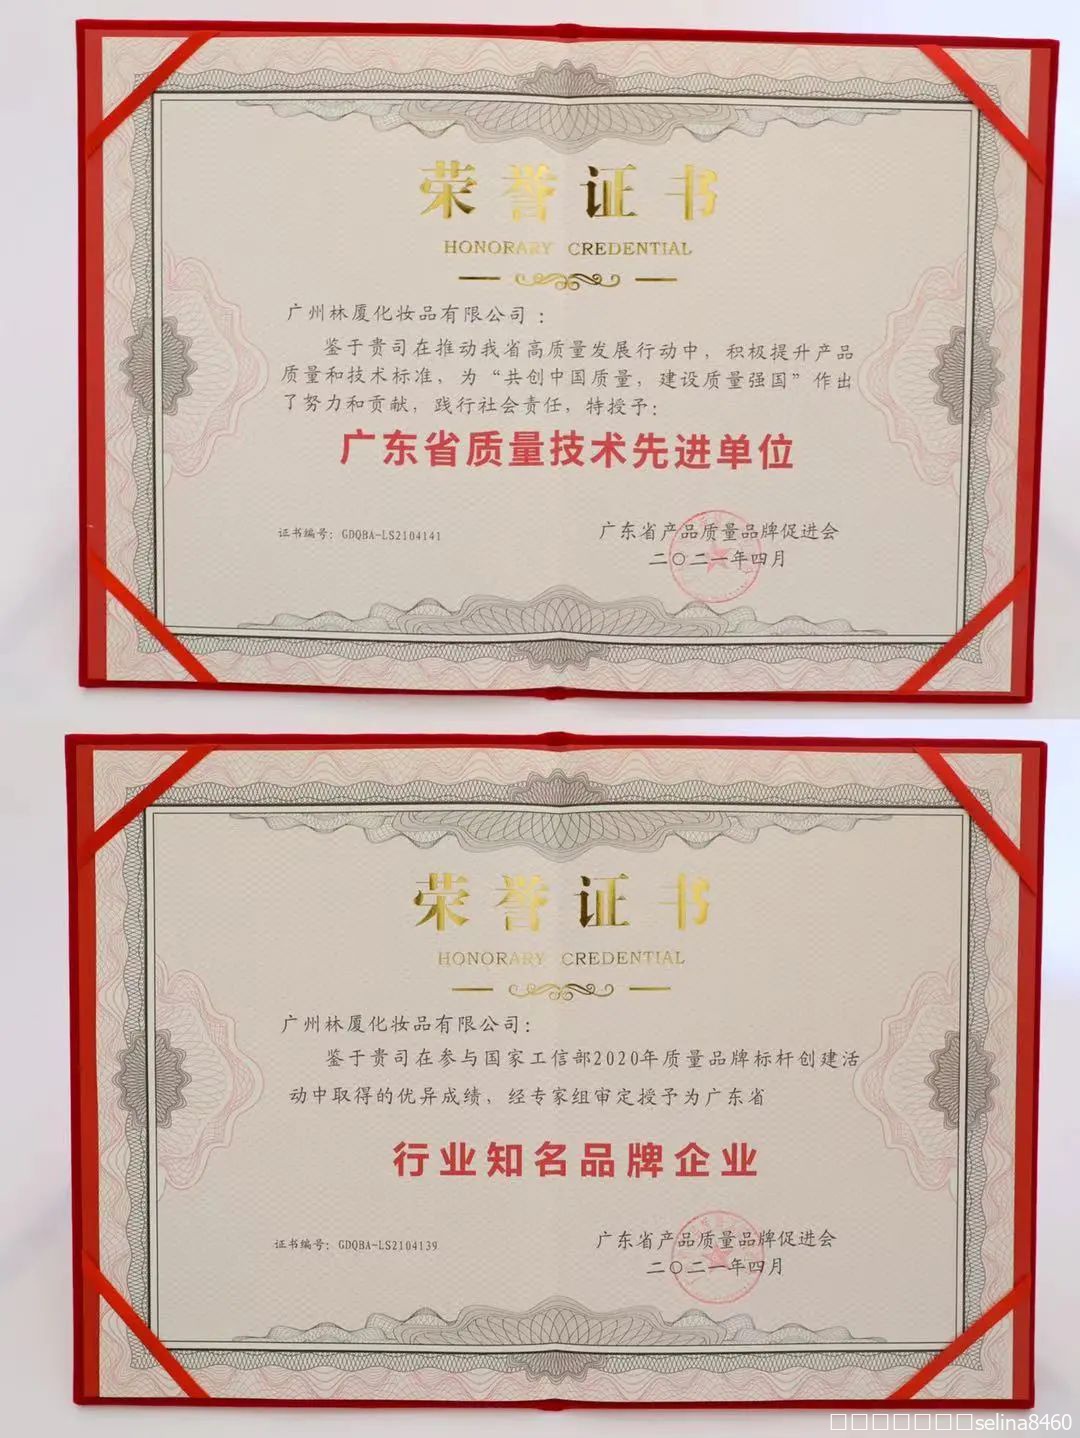 荣誉证书
HONORARY CREDENTIAL
广州林厦化妆品有限公司：
鉴于贵司在推动我省高质量发展行动中，积极提升产品
质量和技术标准，为“共创中国质量，建设质量强国”作出
了努力和贡献，践行社会责任，特授予：
广东省质量技术先进单位
证书编号：GDQBA-LS2104141
广东省产品质量品牌促进会
二〇二一年四月
荣誉证书
HONORARY CREDENTIAL
广州林厦化妆品有限公司：
鉴于贵司在参与国家工信部2020年质量品牌标杆创建活
动中取得的优异成绩，经专家组审定授予为广东省
行业知名品牌企业
证书编号：GDQBA-LS2104139
广东省产品质量品牌促进会
二〇二一年四月
selina8460